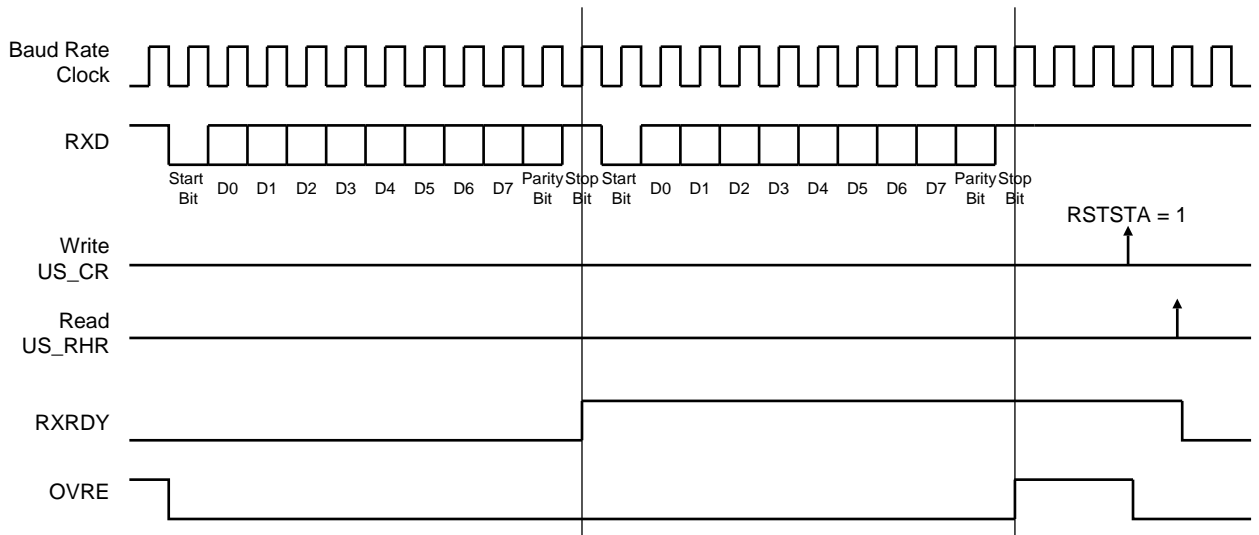 Baud Rate
Clock
RXD
Start
Bit
D0
D1
D2
D3
D4
D5
D6
D7
Parity
Bit
Stop
Bit
Start
Bit
D0
D1
D2
D3
D4
D5
D6
D7
Parity
Bit
Stop
Bit
RSTSTA = 1
Write
US_CR
Read
US_RHR
RXRDY
OVRE